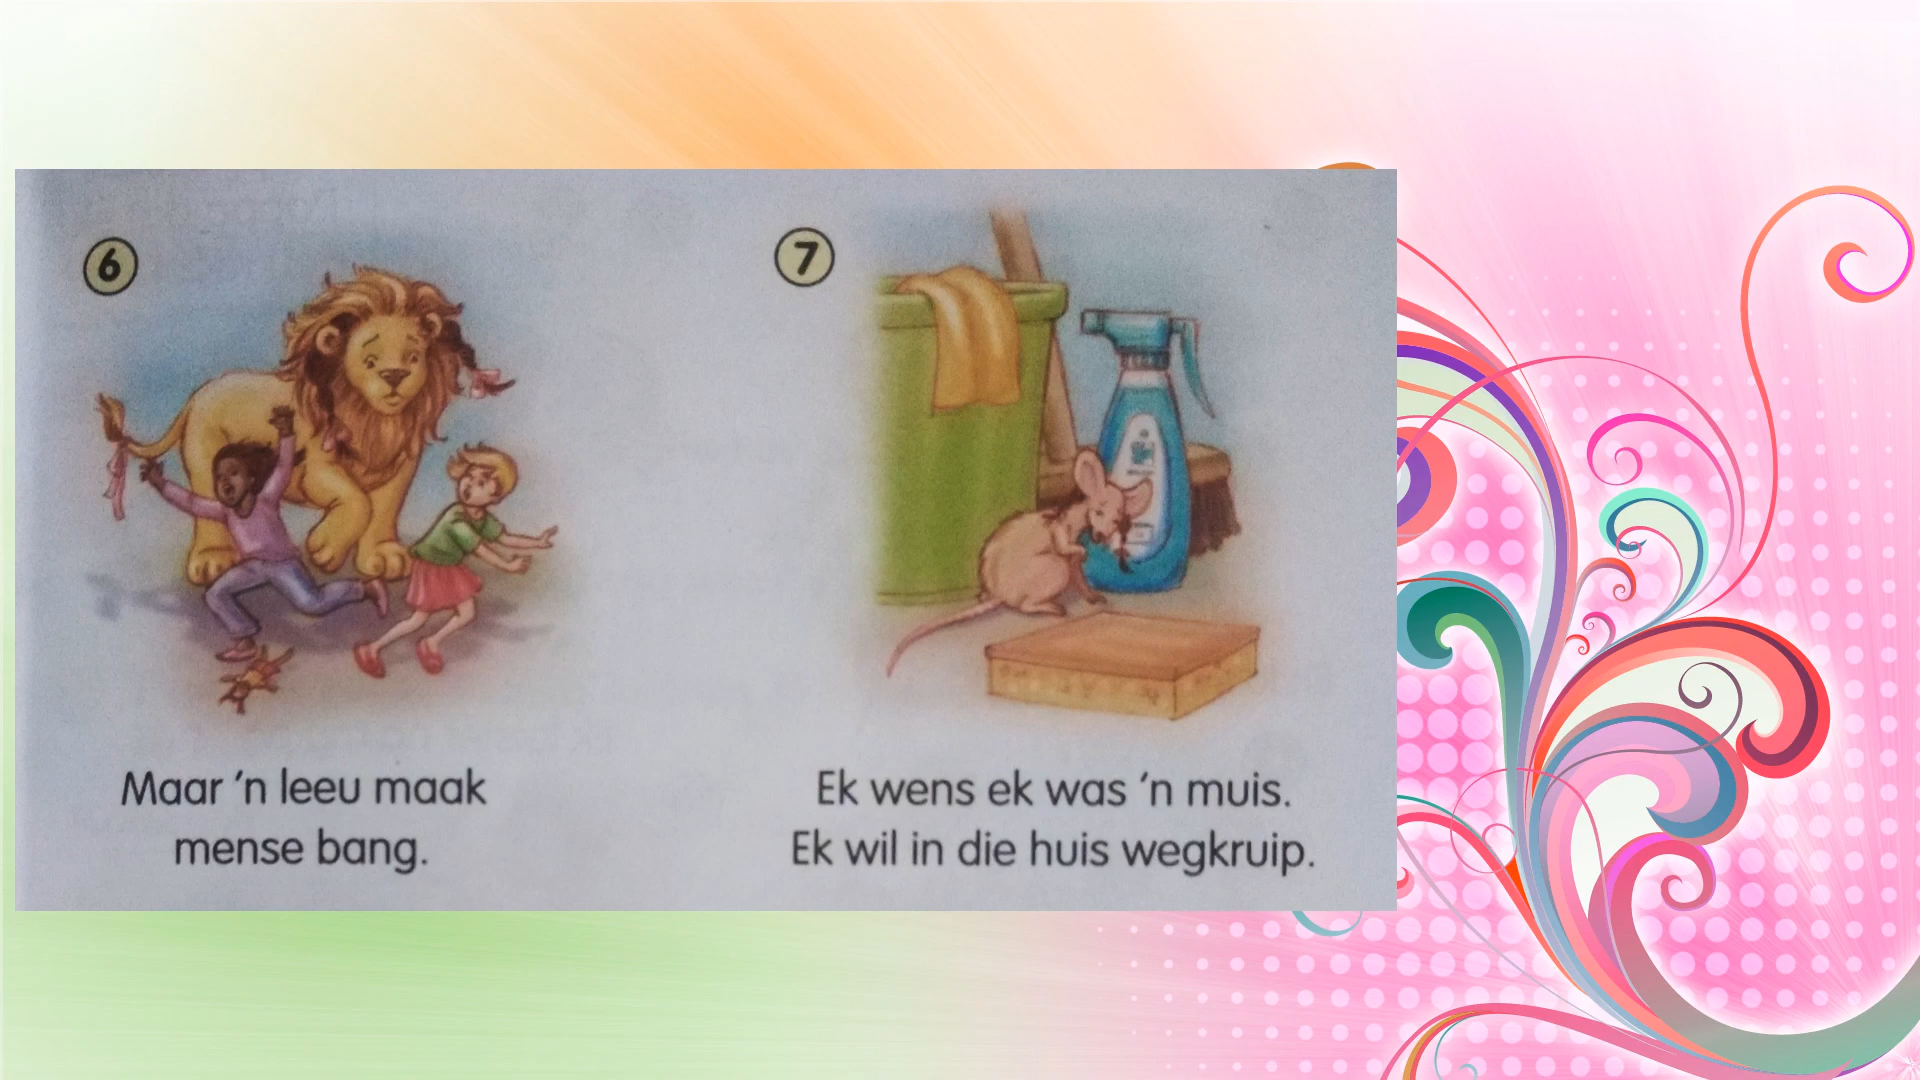 6
Maar 'n leeu maak
mense bang.
7
Ek wens ek was 'n muis.
Ek wil in die huis wegkruip.